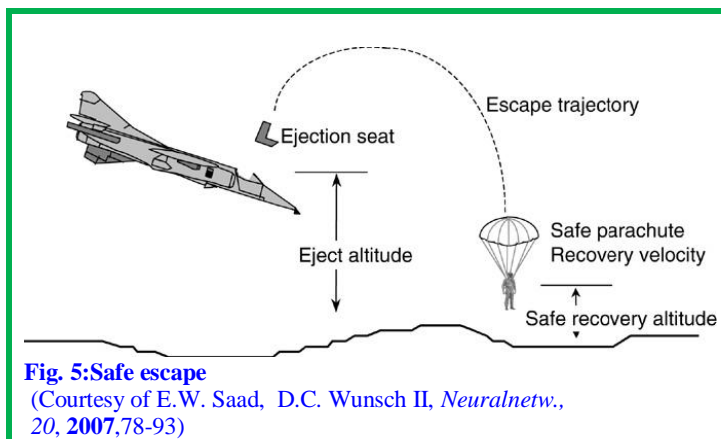 Escape trajectory
Ejection seat
Safe parachute
Recovery velocity
Eject altitude
Safe recovery altitude
Fig. 5:Safe escape
(Courtesy of E.W. Saad, D.C. Wunsch II, Neuralnetw.,
20, 2007,78-93)